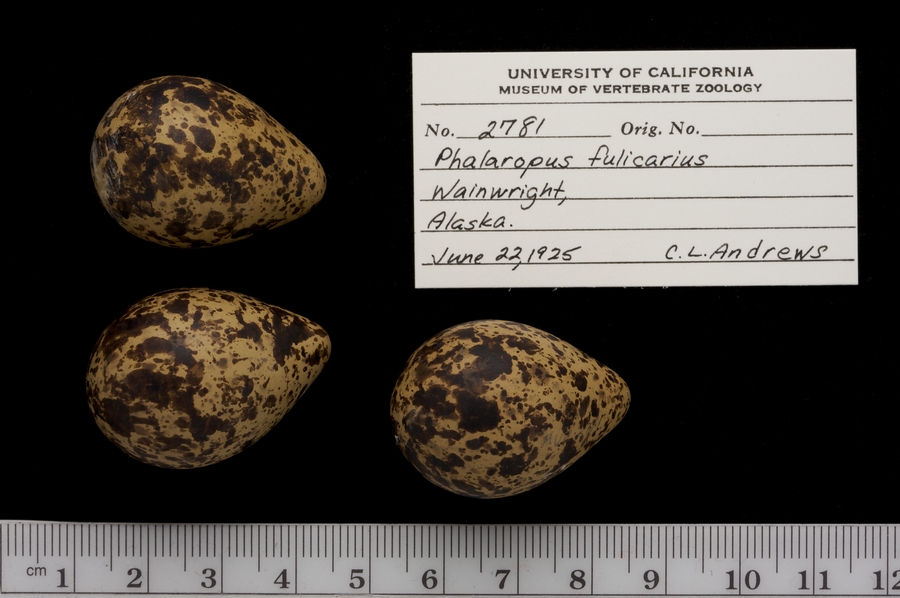 UNIVERSITY OF CALIFORNIA
MUSEUM OF VERTEBRATE ZOOLOGY
No. 2781 Orig. No.
Phalaropus fulicarius
Wainwright,
Alaska.
June 22, 1925 C.L. Andrews
cm 1 2 3 4 5 6 7 8 9 10 11 12